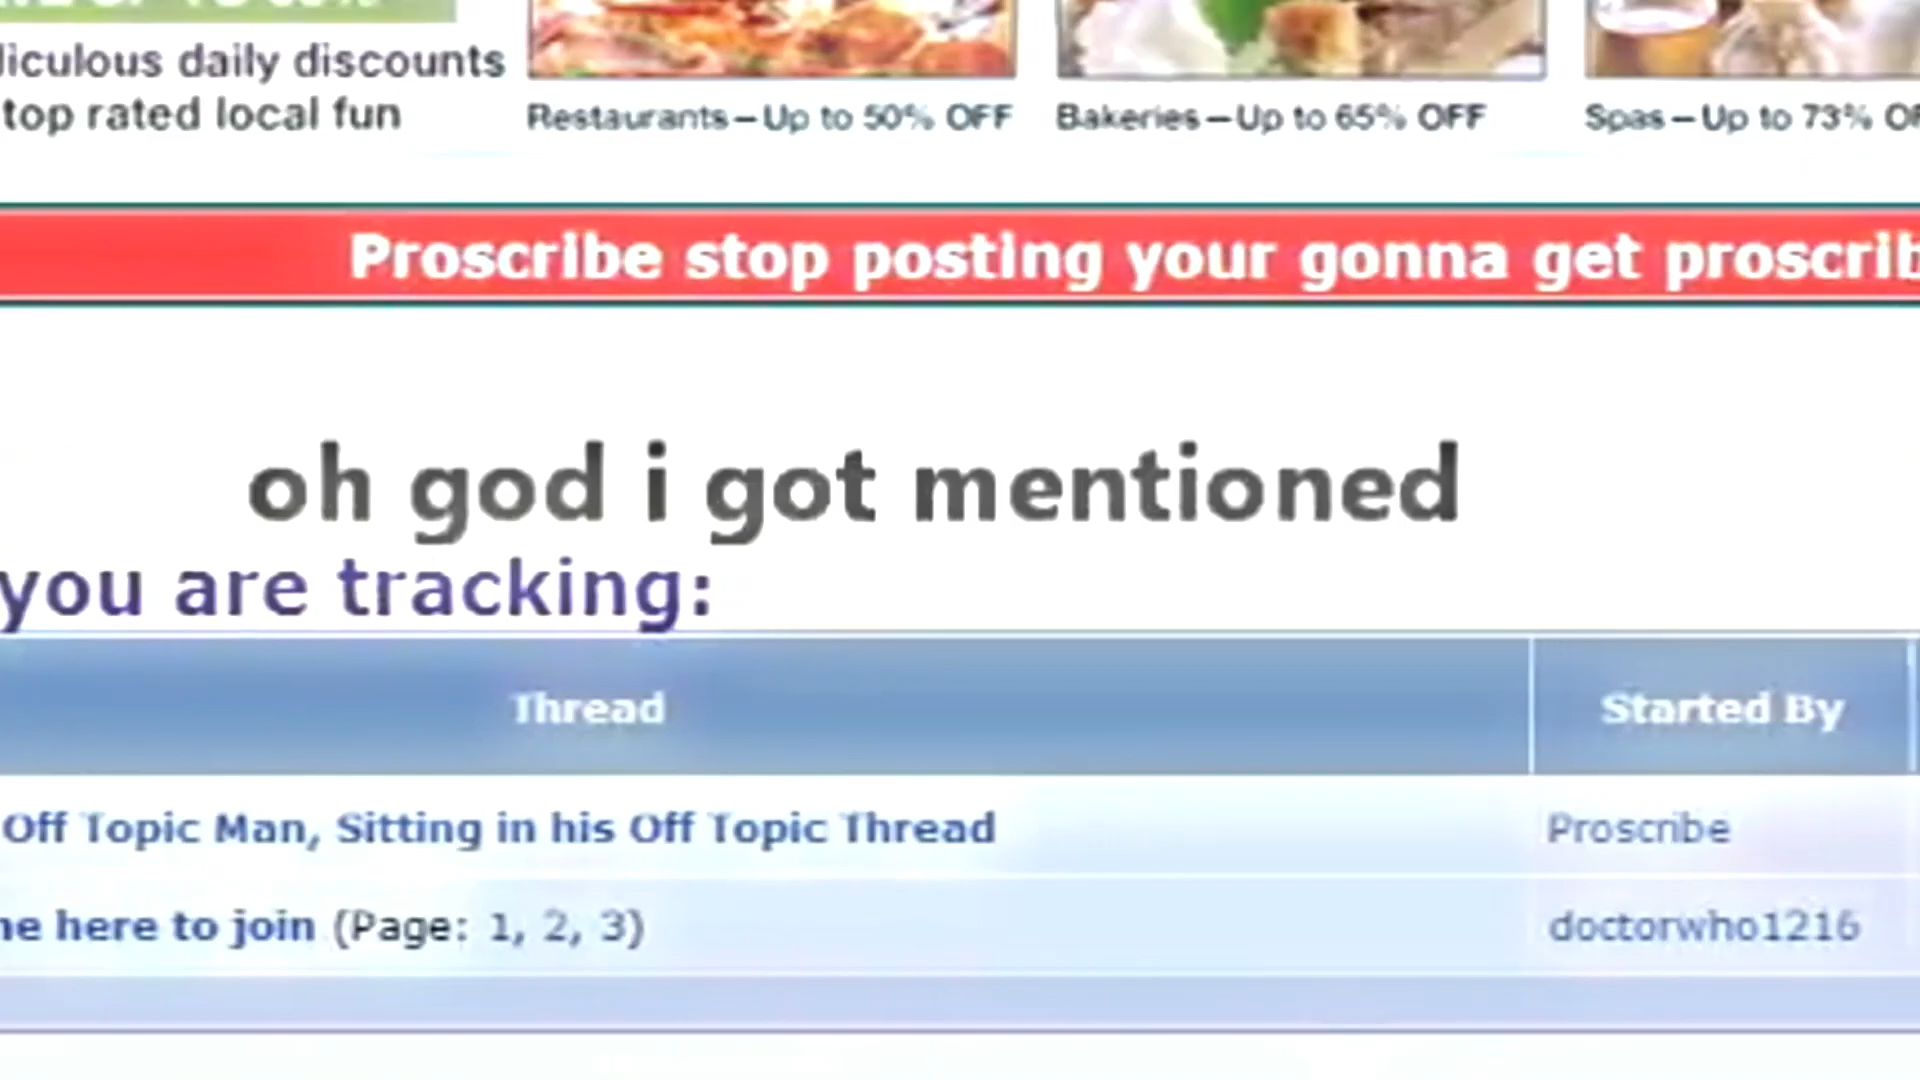 liculous daily discounts
top rated local fun
Restaurants—Up to 50% OFF
Bakeries—Up to 65% OFF
Spas—Up to 73% OF
Proscribe stop posting your gonna get proscrib
oh god i got mentioned
you are tracking:
Thread
Started By
Off Topic Man, Sitting in his Off Topic Thread
Proscribe
ne here to join (Page: 1, 2, 3)
doctorwho1216